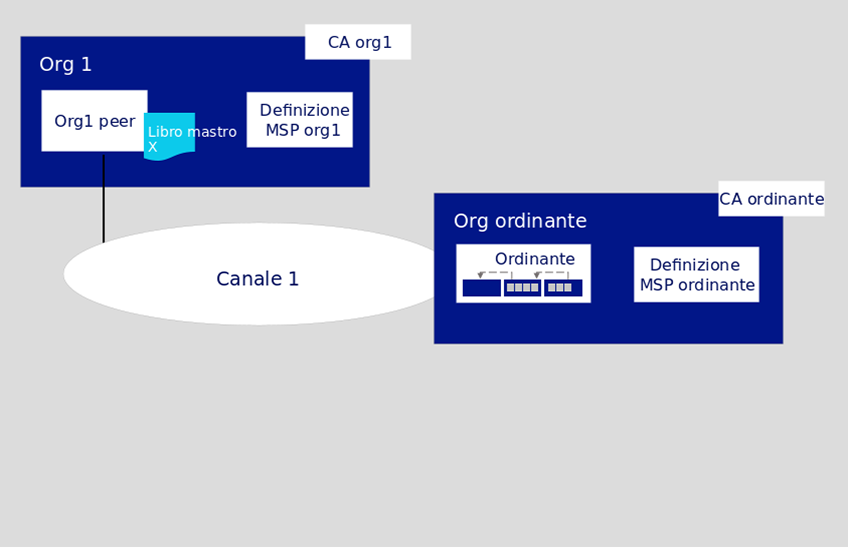 CA org1
Org 1
Org1 peer
Libro mastro
X
Definizione
MSP org1
CA ordinante
Org ordinante
Ordinante
Definizione
MSP ordinante
Canale 1